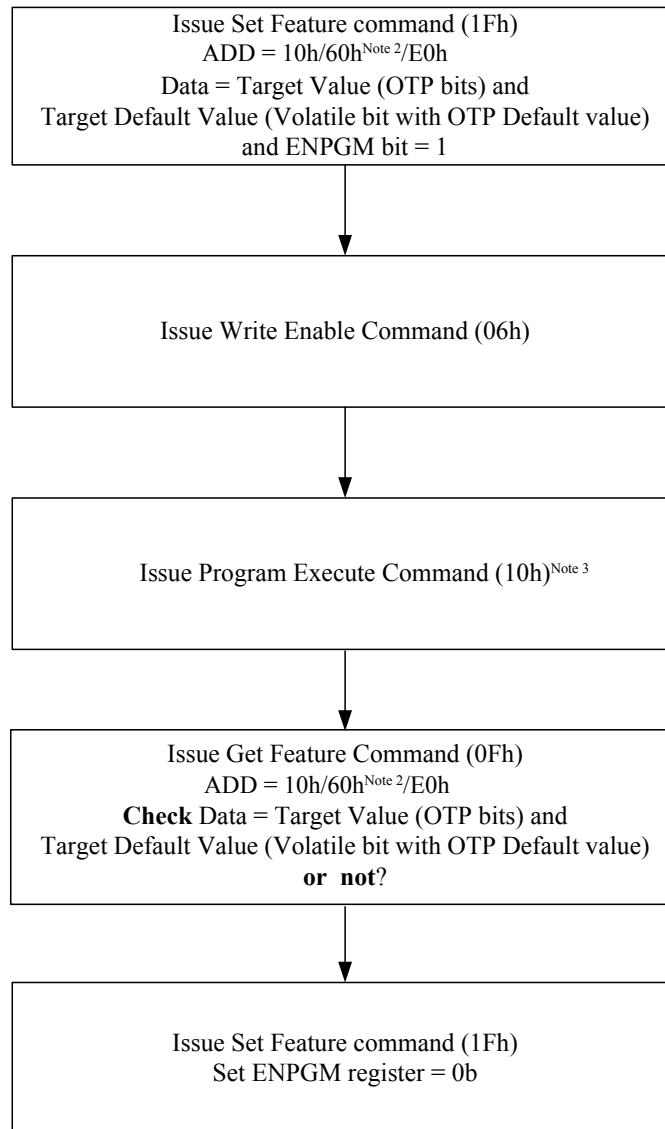 Issue Set Feature command (1Fh)
ADD = 10h/60hNote 2/E0h
Data = Target Value (OTP bits) and
Target Default Value (Volatile bit with OTP Default value)
and ENPGM bit = 1
Issue Write Enable Command (06h)
Issue Program Execute Command (10h)Note 3
Issue Get Feature Command (0Fh)
ADD = 10h/60hNote 2/E0h
Check Data = Target Value (OTP bits) and
Target Default Value (Volatile bit with OTP Default value)
or not?
Issue Set Feature command (1Fh)
Set ENPGM register = 0b